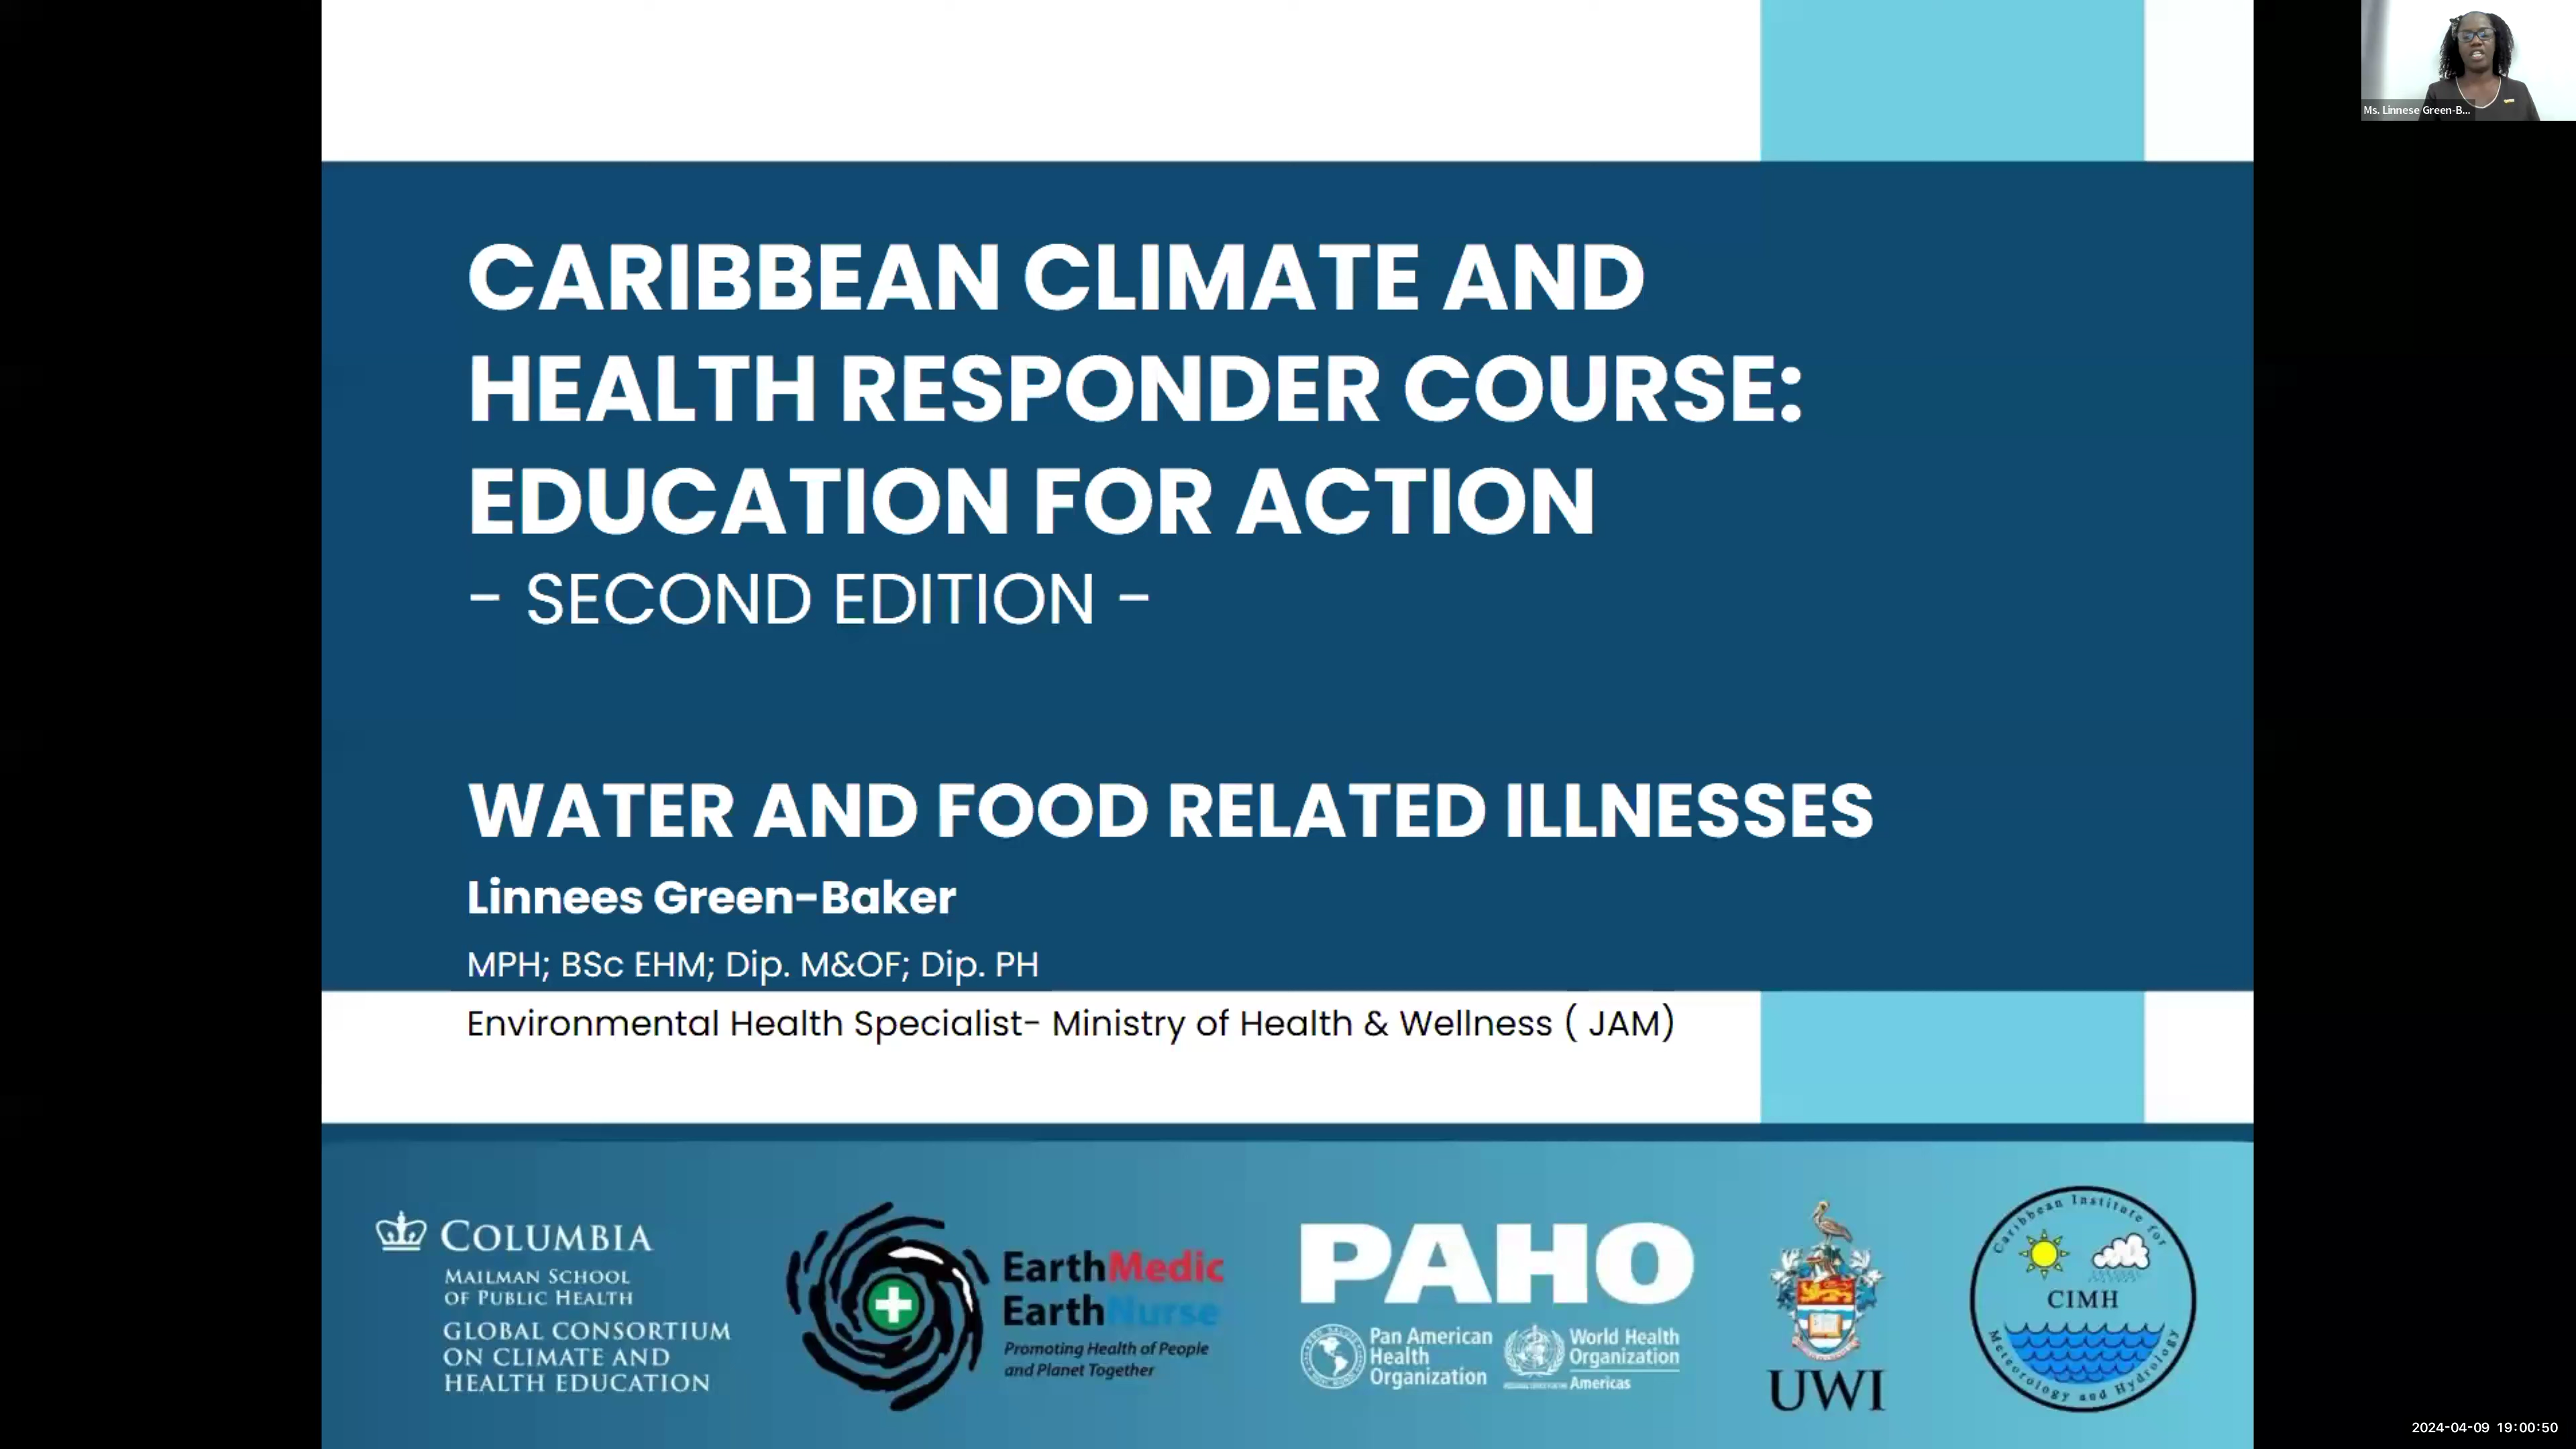 Ms. Linnese Green-B...
CARIBBEAN CLIMATE AND
HEALTH RESPONDER COURSE:
EDUCATION FOR ACTION
- SECOND EDITION -
WATER AND FOOD RELATED ILLNESSES
Linnees Green-Baker
MPH; BSc EHM; Dip. M&OF; Dip. PH
Environmental Health Specialist- Ministry of Health & Wellness ( JAM)
COLUMBIA
MAILMAN SCHOOL
OF PUBLIC HEALTH
GLOBAL CONSORTIUM
ON CLIMATE AND
HEALTH EDUCATION
EarthMedic
EarthNurse
Promoting Health of People
and Planet Together
PAHO
Pan American
Health
Organization
World Health
Organization
Americas
UWI
Caribbean Institute for
CIMH
Meteorology and Hydrology
2024-04-09 19:00:50